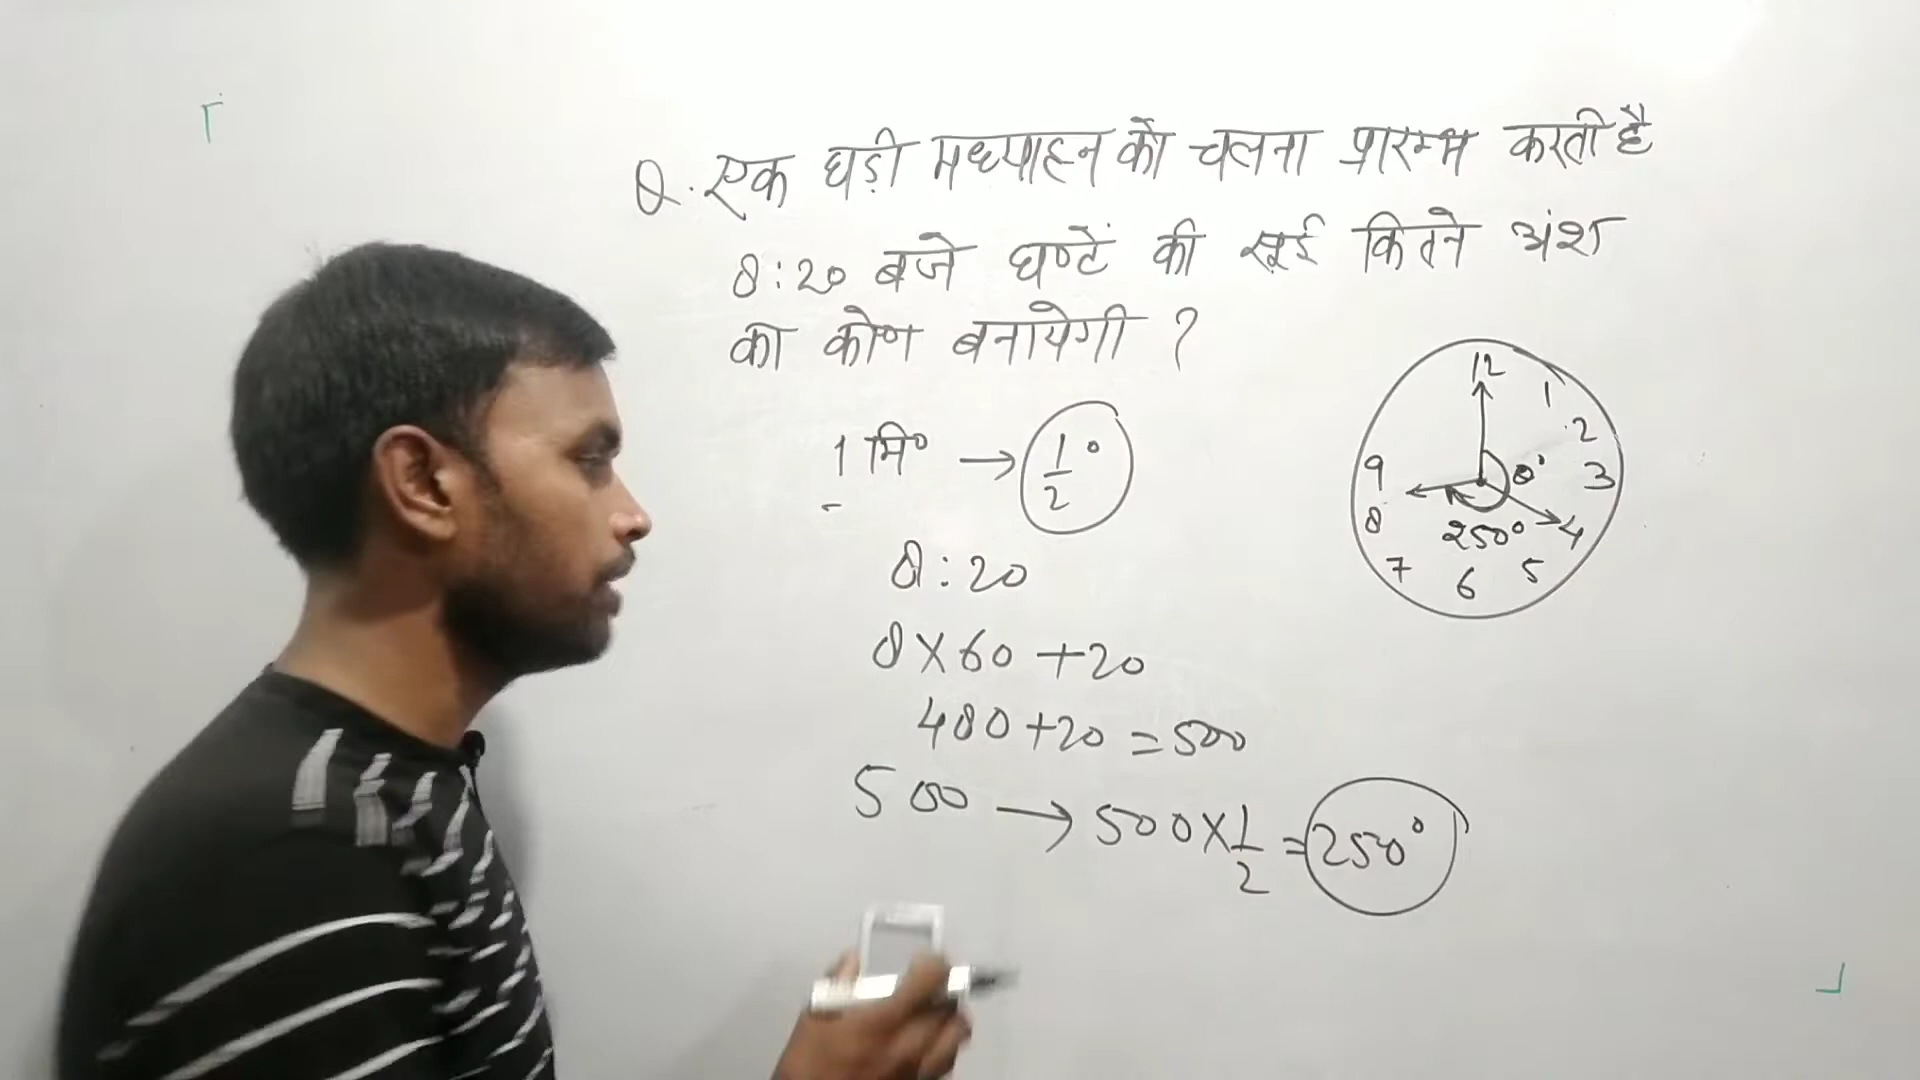 Q. एक घड़ी मध्याहन को चलना प्रारम्भ करती है
8:20 बजे घण्टें की सूई कितने अंश
का कोण बनायेगी ?
1 मि० → 1/2°
8:20
8×60+20
480+20=500
500 → 500×1/2=250°
12
1
2
3
4
5
6
7
8
9
θ°
250°